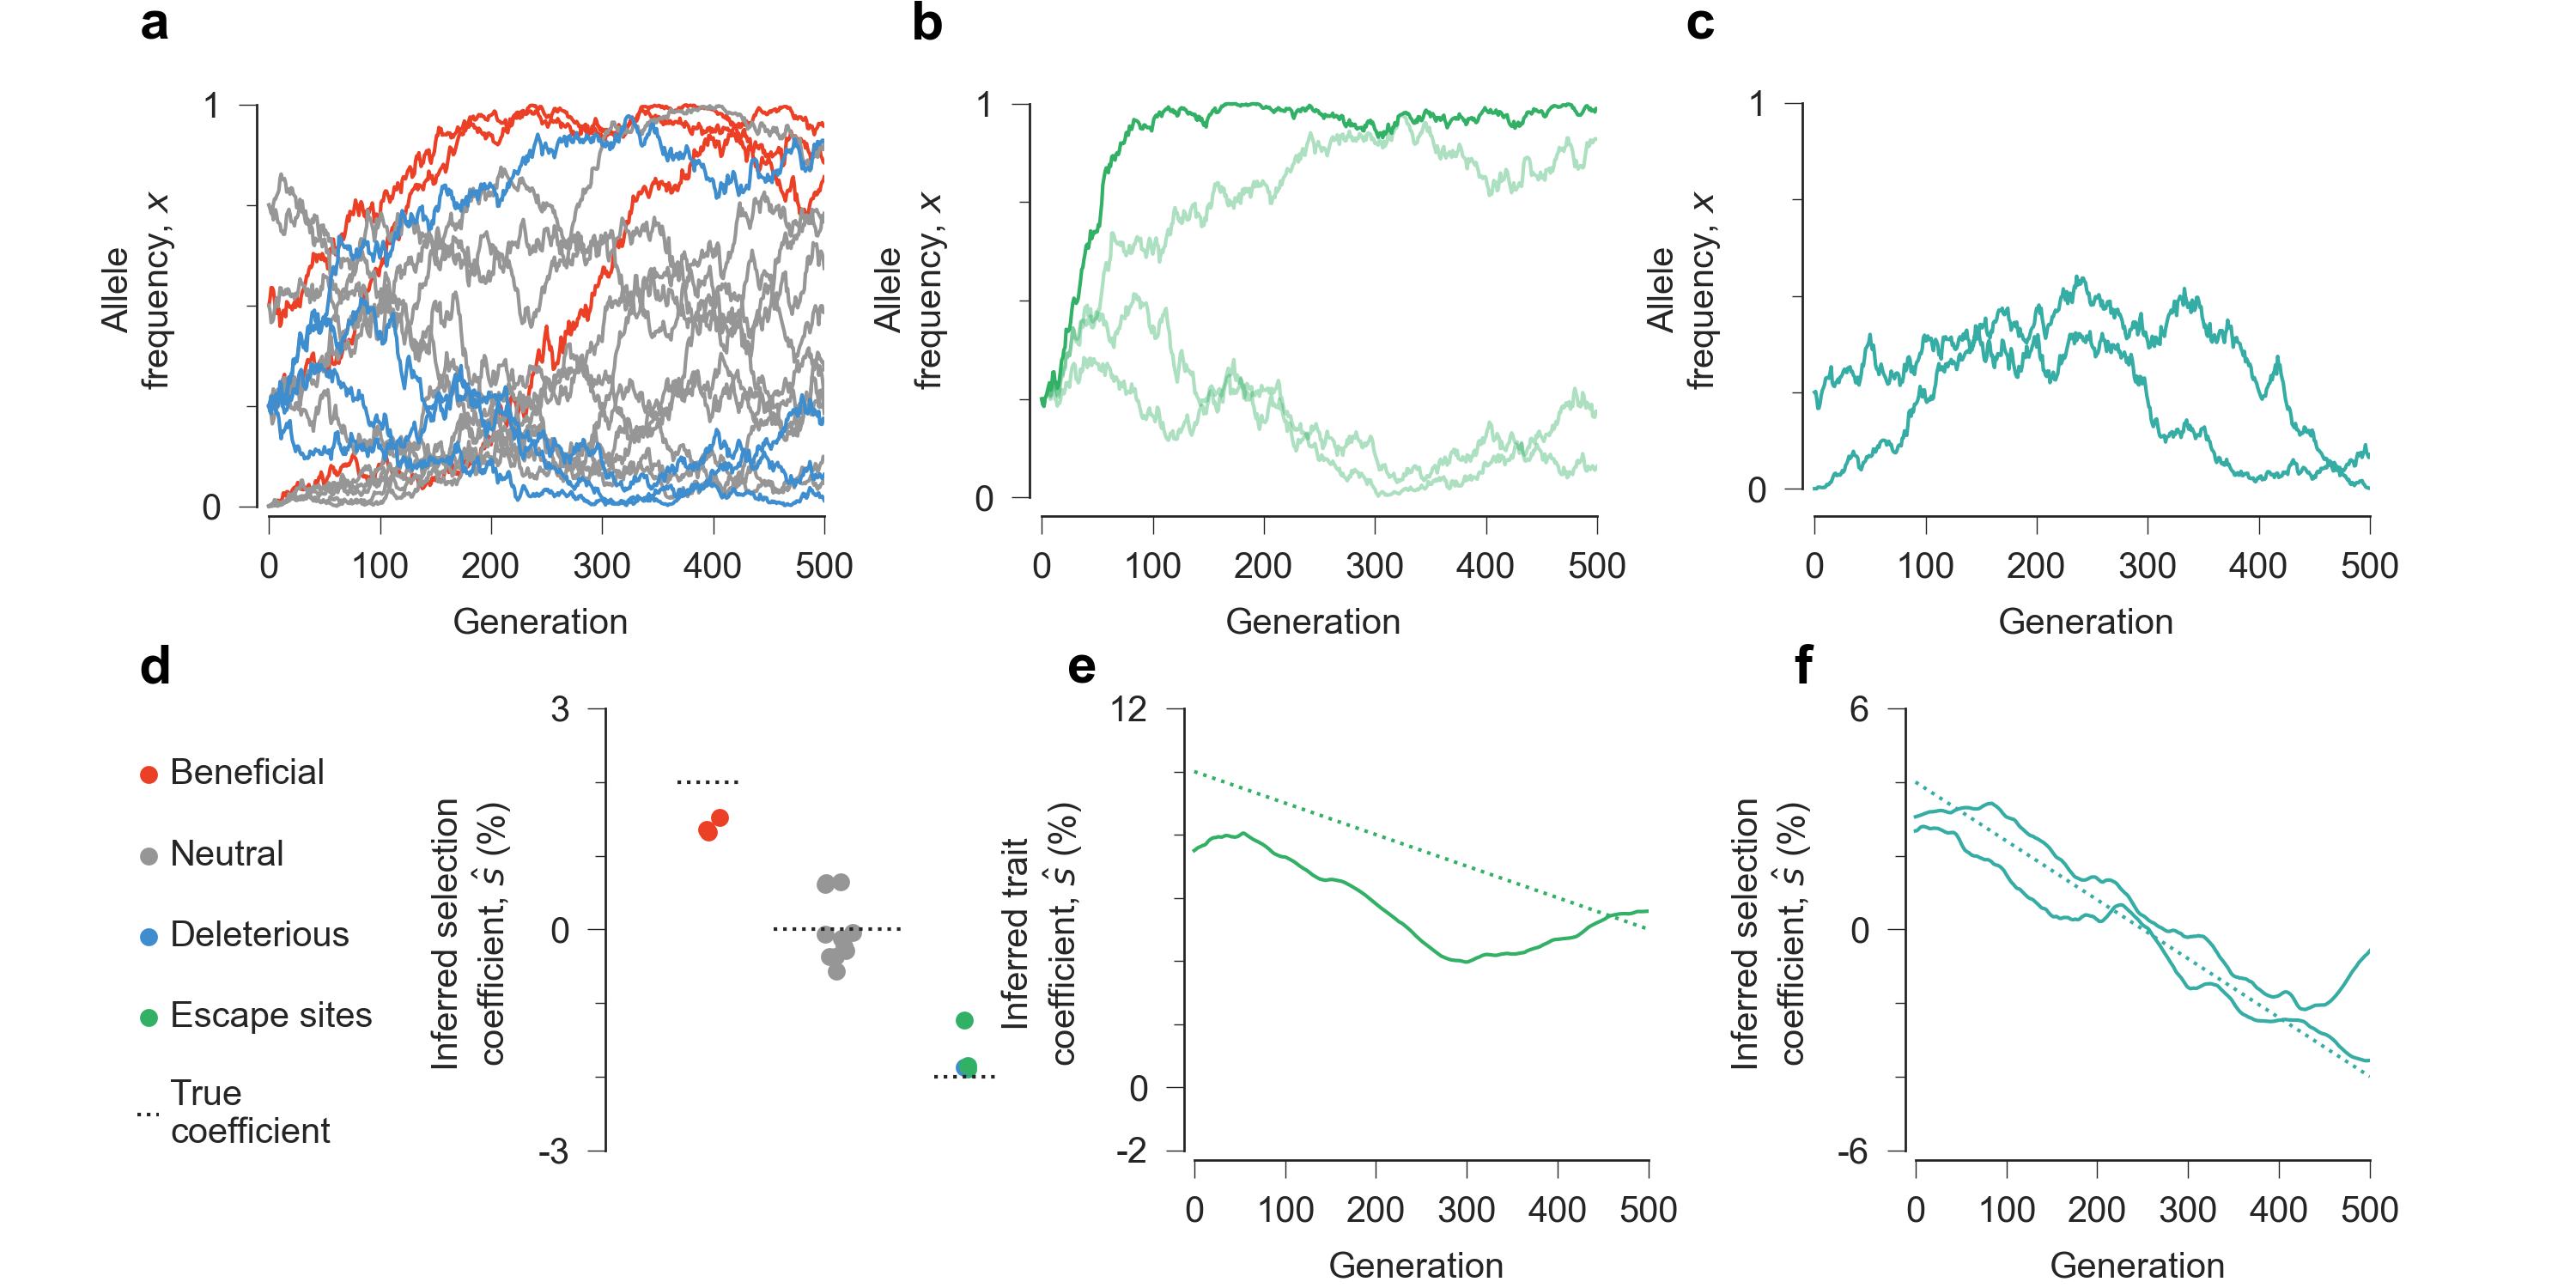 a
1
0
Allele
frequency, x
0 100 200 300 400 500
Generation
b
1
0
Allele
frequency, x
0 100 200 300 400 500
Generation
c
1
0
Allele
frequency, x
0 100 200 300 400 500
Generation
d
Beneficial
Neutral
Deleterious
Escape sites
True
coefficient
3
0
-3
Inferred selection
coefficient, ŝ (%)
e
12
0
-2
Inferred trait
coefficient, ŝ (%)
0 100 200 300 400 500
Generation
f
6
0
-6
Inferred selection
coefficient, ŝ (%)
0 100 200 300 400 500
Generation